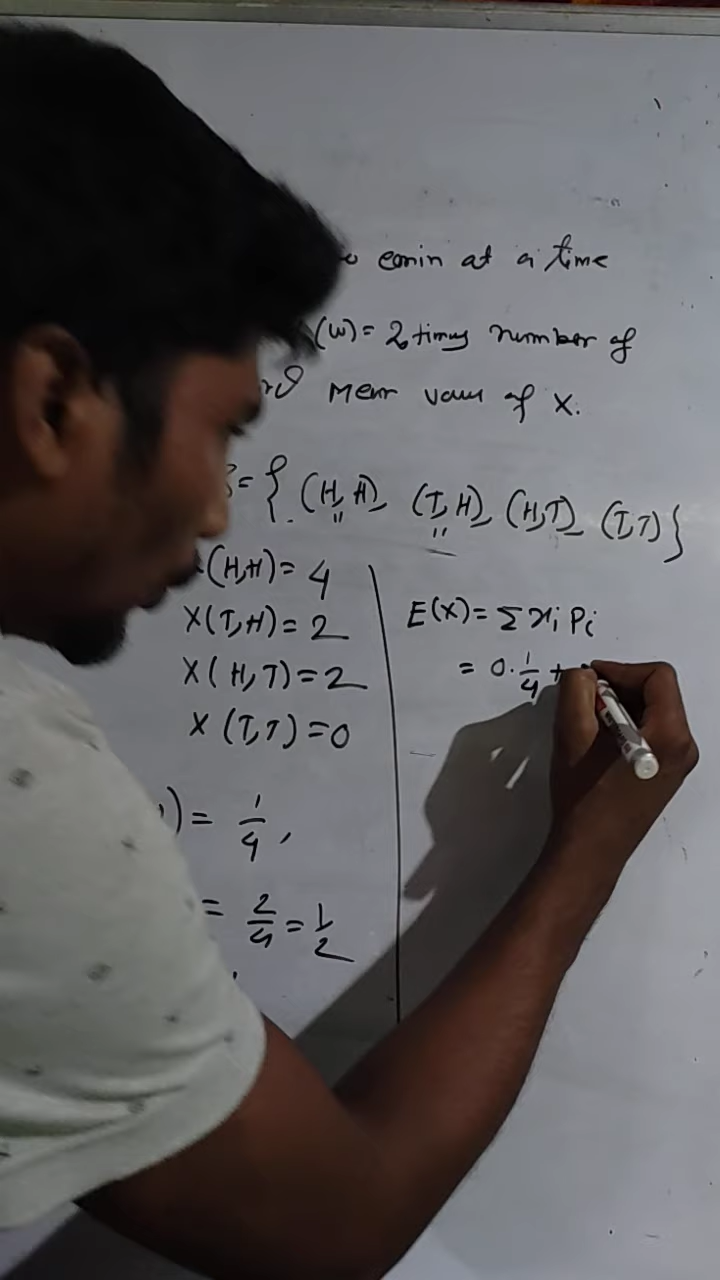 conin at a time
(w) = 2 times number of
Mean value of X.
S = { (H,H), (T,H), (H,T), (T,T) }
(H,H) = 4
X(T,H) = 2
X(H,T) = 2
X(T,T) = 0
) = 1/4,
= 2/4 = 1/2
E(X) = Σ xi Pi
= 0.1/4 +